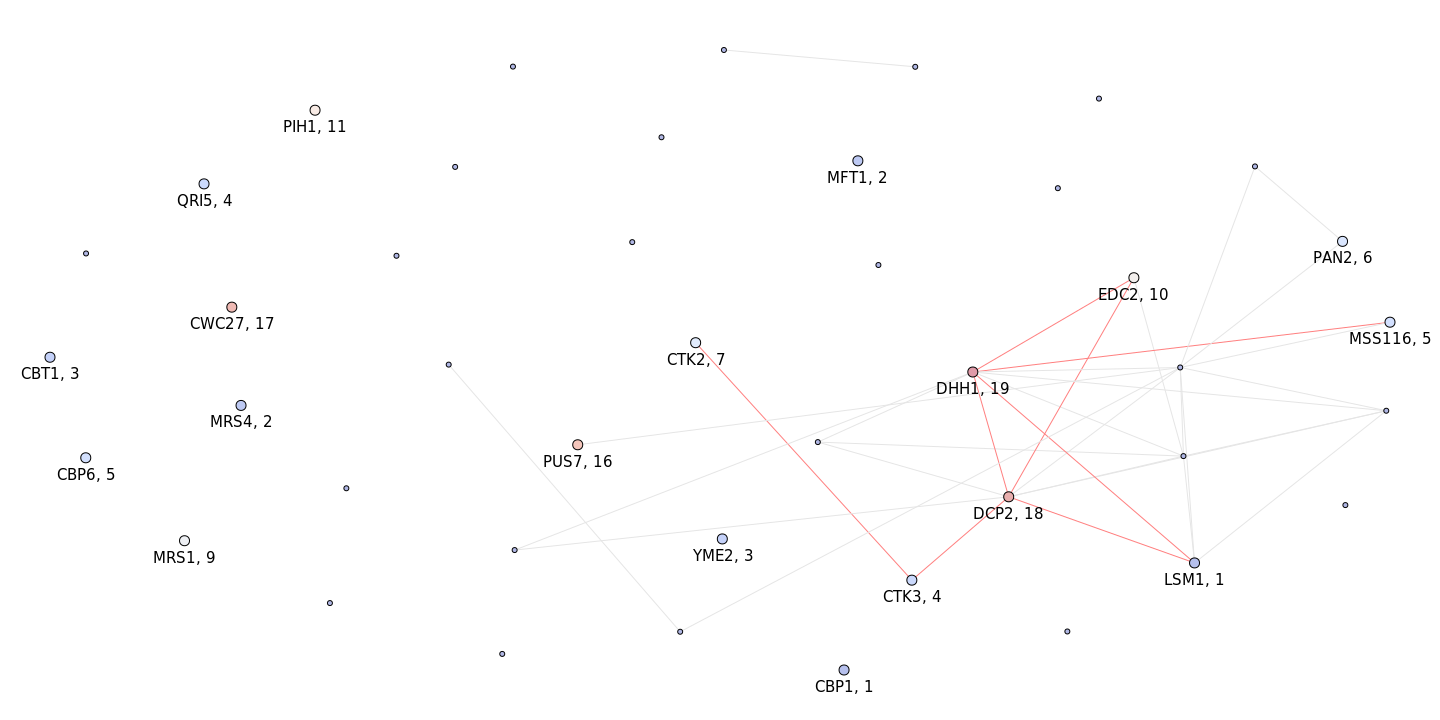 PIH1, 11
MFT1, 2
QRI5, 4
PAN2, 6
EDC2, 10
CWC27, 17
MSS116, 5
CTK2, 7
CBT1, 3
DHH1, 19
MRS4, 2
PUS7, 16
CBP6, 5
DCP2, 18
MRS1, 9
YME2, 3
LSM1, 1
CTK3, 4
CBP1, 1